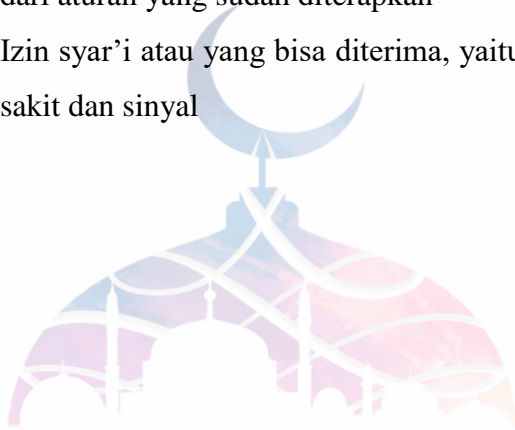 dari aturan yang sudah diterapkan
Izin syar’i atau yang bisa diterima, yaitu
sakit dan sinyal